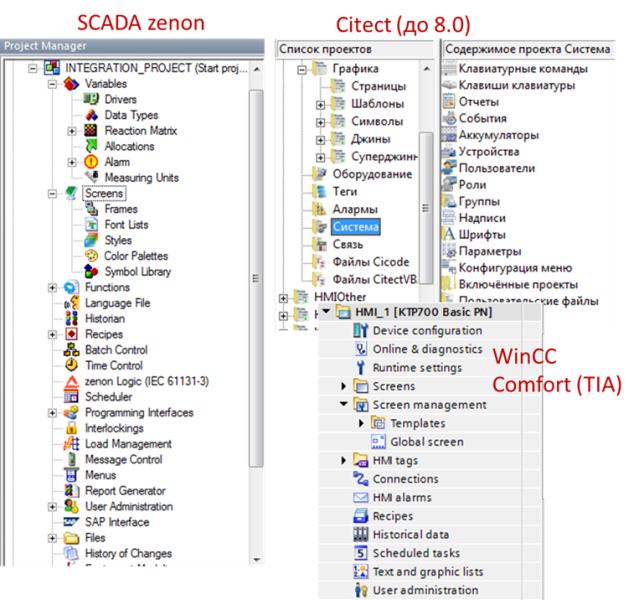 SCADA zenon
Project Manager
INTEGRATION_PROJECT (Start proj...
Variables
Drivers
Data Types
Reaction Matrix
Allocations
Alarm
Measuring Units
Screens
Frames
Font Lists
Styles
Color Palettes
Symbol Library
Functions
Language File
Historian
Recipes
Batch Control
Time Control
zenon Logic (IEC 61131-3)
Scheduler
Programming Interfaces
Interlockings
Load Management
Message Control
Menus
Report Generator
User Administration
SAP Interface
Files
History of Changes
Citect (до 8.0)
Список проектов
Графика
Страницы
Шаблоны
Символы
Джины
Суперджинн
Оборудование
Теги
Алармы
Система
Связь
Файлы Cicode
Файлы CitectVB
HMIOther
Содержимое проекта Система
Клавиатурные команды
Клавиши клавиатуры
Отчеты
События
Аккумуляторы
Устройства
Пользователи
Роли
Группы
Надписи
Шрифты
Параметры
Конфигурация меню
Включённые проекты
Пользовательские файлы
HMI_1 [KTP700 Basic PN]
Device configuration
Online & diagnostics
Runtime settings
Screens
Screen management
Templates
Global screen
HMI tags
Connections
HMI alarms
Recipes
Historical data
Scheduled tasks
Text and graphic lists
User administration
WinCC
Comfort (TIA)